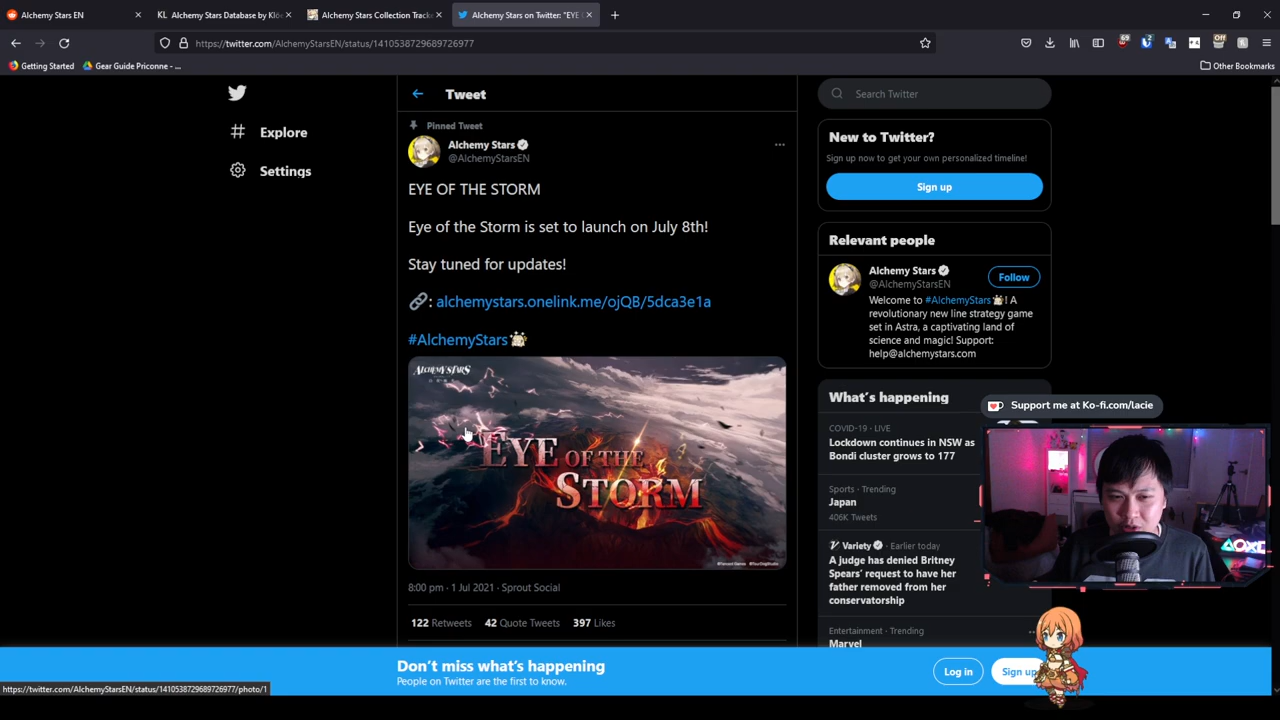 Alchemy Stars EN
KL Alchemy Stars Database by Klöe
Alchemy Stars Collection Tracke
Alchemy Stars on Twitter: "EYE
https://twitter.com/AlchemyStarsEN/status/1410538729689726977
69
Off
Getting Started
Gear Guide Priconne - ...
Other Bookmarks
Explore
Settings
Tweet
Pinned Tweet
Alchemy Stars
@AlchemyStarsEN
EYE OF THE STORM
Eye of the Storm is set to launch on July 8th!
Stay tuned for updates!
: alchemystars.onelink.me/ojQB/5dca3e1a
#AlchemyStars
ALCHEMY STARS
EYE OF THE
STORM
8:00 pm · 1 Jul 2021 · Sprout Social
122 Retweets 42 Quote Tweets 397 Likes
Search Twitter
New to Twitter?
Sign up now to get your own personalized timeline!
Sign up
Relevant people
Alchemy Stars
@AlchemyStarsEN
Follow
Welcome to #AlchemyStars! A
revolutionary new line strategy game
set in Astra, a captivating land of
science and magic! Support:
help@alchemystars.com
What's happening
COVID-19 · LIVE
Lockdown continues in NSW as
Bondi cluster grows to 177
Sports · Trending
Japan
406K Tweets
Variety · Earlier today
A judge has denied Britney
Spears' request to have her
father removed from her
conservatorship
Entertainment · Trending
Marvel
Support me at Ko-fi.com/lacie
Don't miss what's happening
People on Twitter are the first to know.
Log in
Sign up
https://twitter.com/AlchemyStarsEN/status/1410538729689726977/photo/1